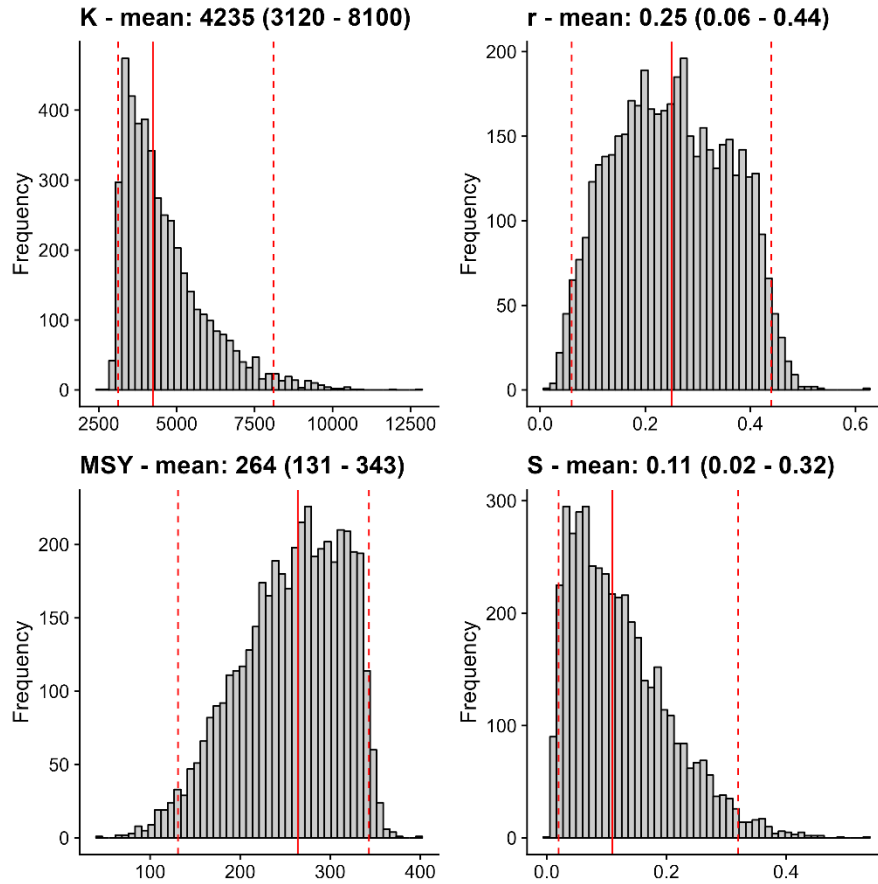 K - mean: 4235 (3120 - 8100)
Frequency
400
300
200
100
0
2500 5000 7500 10000 12500
r - mean: 0.25 (0.06 - 0.44)
Frequency
200
150
100
50
0
0.0 0.2 0.4 0.6
MSY - mean: 264 (131 - 343)
Frequency
200
150
100
50
0
100 200 300 400
S - mean: 0.11 (0.02 - 0.32)
Frequency
300
200
100
0
0.0 0.2 0.4